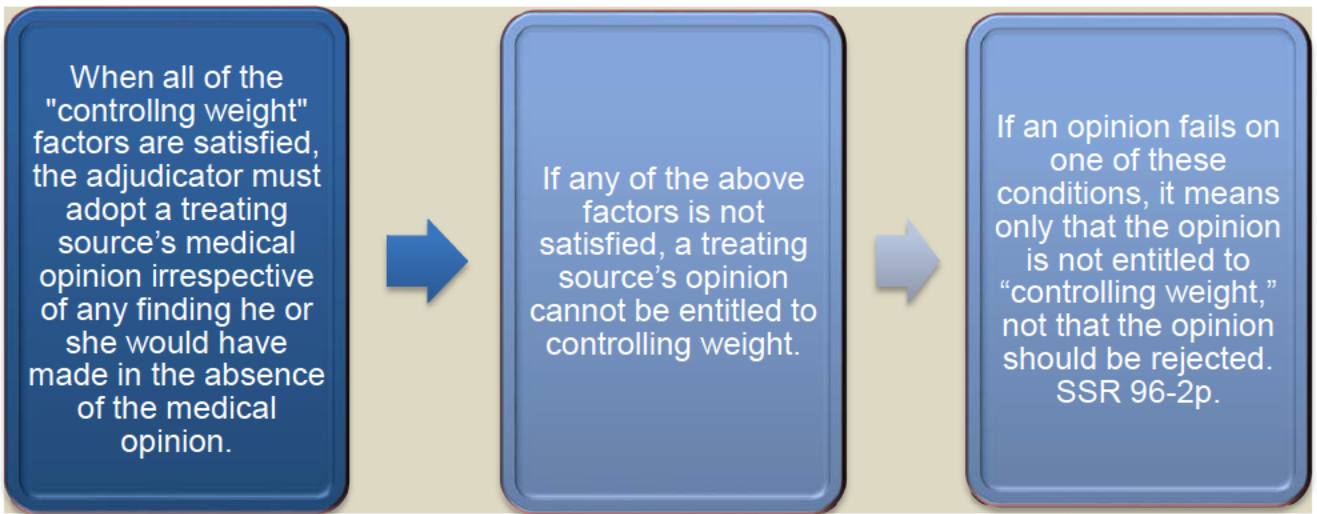 When all of the
"controllng weight"
factors are satisfied,
the adjudicator must
adopt a treating
source’s medical
opinion irrespective
of any finding he or
she would have
made in the absence
of the medical
opinion.
If any of the above
factors is not
satisfied, a treating
source’s opinion
cannot be entitled to
controlling weight.
If an opinion fails on
one of these
conditions, it means
only that the opinion
is not entitled to
“controlling weight,”
not that the opinion
should be rejected.
SSR 96-2p.